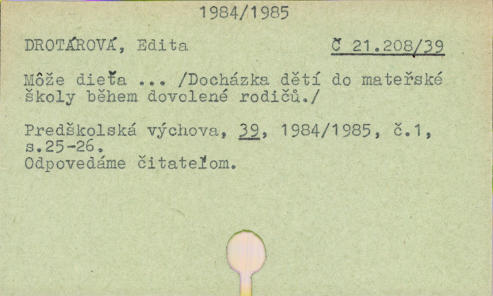 1984/1985
DROTÁROVÁ, Edita Č 21.208/39
Môže dieťa ... /Docházka dětí do mateřské
školy během dovolené rodičů./
Predškolská výchova, 39, 1984/1985, č.1,
s.25-26.
Odpovedáme čitateľom.